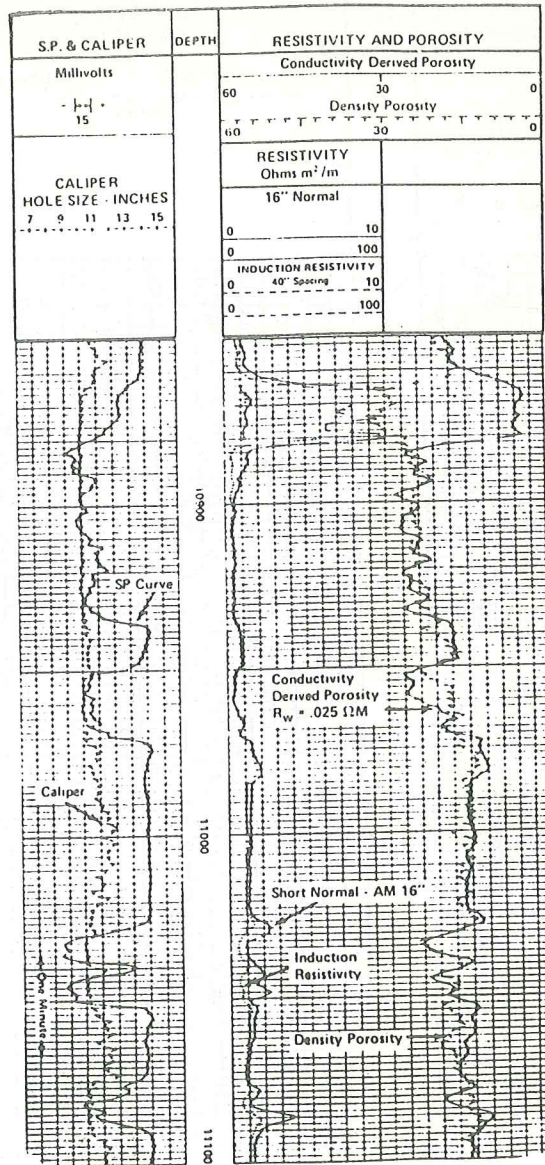 S.P. & CALIPER
DEPTH
RESISTIVITY AND POROSITY
Millivolts
- +
15
CALIPER
HOLE SIZE - INCHES
7 9 11 13 15
Conductivity Derived Porosity
60 30 0
Density Porosity
60 30 0
RESISTIVITY
Ohms m²/m
16" Normal
0 10
0 100
INDUCTION RESISTIVITY
40" Spacing
0 10
0 100
10900
SP Curve
Conductivity
Derived Porosity
Rw = .025 ΩM
Caliper
11000
Short Normal - AM 16"
Induction
Resistivity
One Minute
Density Porosity
11100